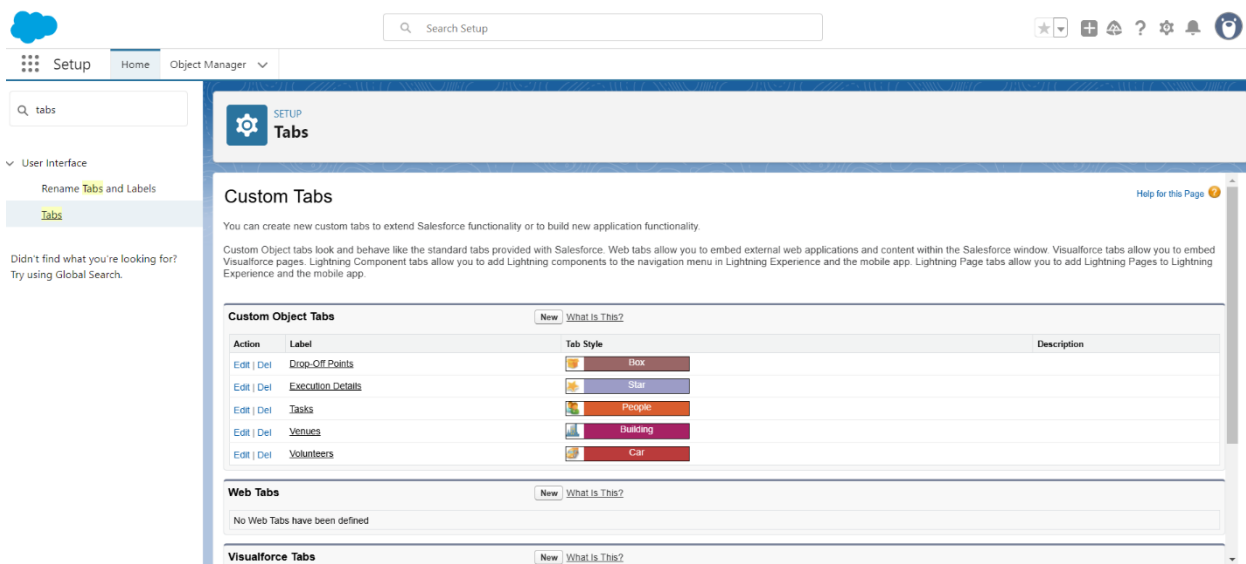 Search Setup
Setup Home Object Manager
tabs
SETUP
Tabs
User Interface
Rename Tabs and Labels
Tabs
Didn't find what you're looking for?
Try using Global Search.
Custom Tabs
Help for this Page
You can create new custom tabs to extend Salesforce functionality or to build new application functionality.
Custom Object tabs look and behave like the standard tabs provided with Salesforce. Web tabs allow you to embed external web applications and content within the Salesforce window. Visualforce tabs allow you to embed
Visualforce pages. Lightning Component tabs allow you to add Lightning components to the navigation menu in Lightning Experience and the mobile app. Lightning Page tabs allow you to add Lightning Pages to Lightning
Experience and the mobile app.
Custom Object Tabs New What Is This?
Action Label Tab Style Description
Edit | Del Drop-Off Points Box
Edit | Del Execution Details Star
Edit | Del Tasks People
Edit | Del Venues Building
Edit | Del Volunteers Car
Web Tabs New What Is This?
No Web Tabs have been defined
Visualforce Tabs New What Is This?